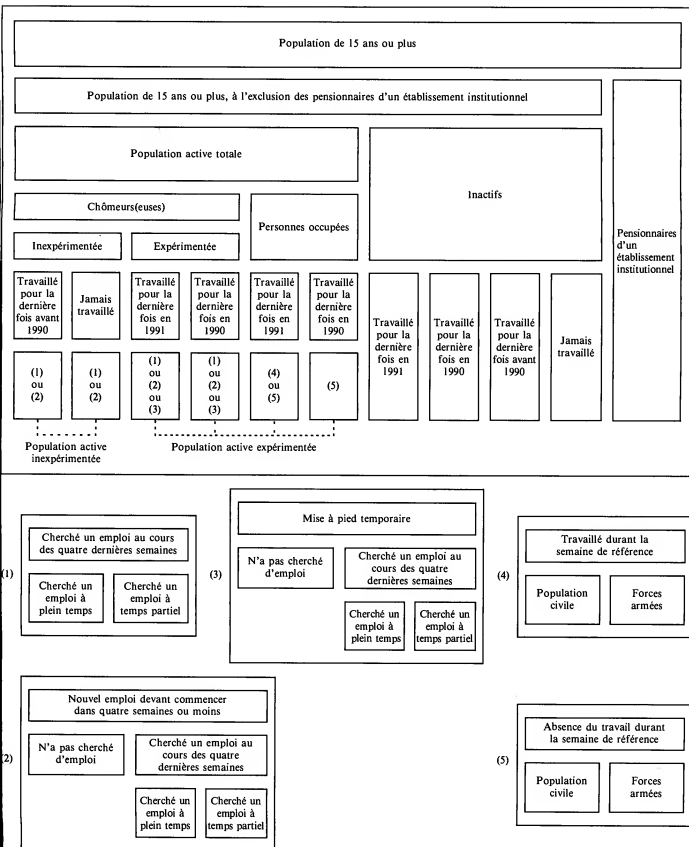 Population de 15 ans ou plus
Population de 15 ans ou plus, à l'exclusion des pensionnaires d'un établissement institutionnel
Pensionnaires
d'un
établissement
institutionnel
Population active totale
Inactifs
Chômeurs(euses)
Personnes occupées
Inexpérimentée
Expérimentée
Travaillé
pour la
dernière
fois avant
1990
Jamais
travaillé
Travaillé
pour la
dernière
fois en
1991
Travaillé
pour la
dernière
fois en
1990
Travaillé
pour la
dernière
fois en
1991
Travaillé
pour la
dernière
fois en
1990
Travaillé
pour la
dernière
fois en
1991
Travaillé
pour la
dernière
fois en
1990
Travaillé
pour la
dernière
fois avant
1990
Jamais
travaillé
(1)
ou
(2)
(1)
ou
(2)
(1)
ou
(2)
ou
(3)
(1)
ou
(2)
ou
(3)
(4)
ou
(5)
(5)
Population active
inexpérimentée
Population active expérimentée
(1)
Cherché un emploi au cours
des quatre dernières semaines
Cherché un
emploi à
plein temps
Cherché un
emploi à
temps partiel
(3)
Mise à pied temporaire
N'a pas cherché
d'emploi
Cherché un emploi au
cours des quatre
dernières semaines
Cherché un
emploi à
plein temps
Cherché un
emploi à
temps partiel
(4)
Travaillé durant la
semaine de référence
Population
civile
Forces
armées
(2)
Nouvel emploi devant commencer
dans quatre semaines ou moins
N'a pas cherché
d'emploi
Cherché un emploi au
cours des quatre
dernières semaines
Cherché un
emploi à
plein temps
Cherché un
emploi à
temps partiel
(5)
Absence du travail durant
la semaine de référence
Population
civile
Forces
armées